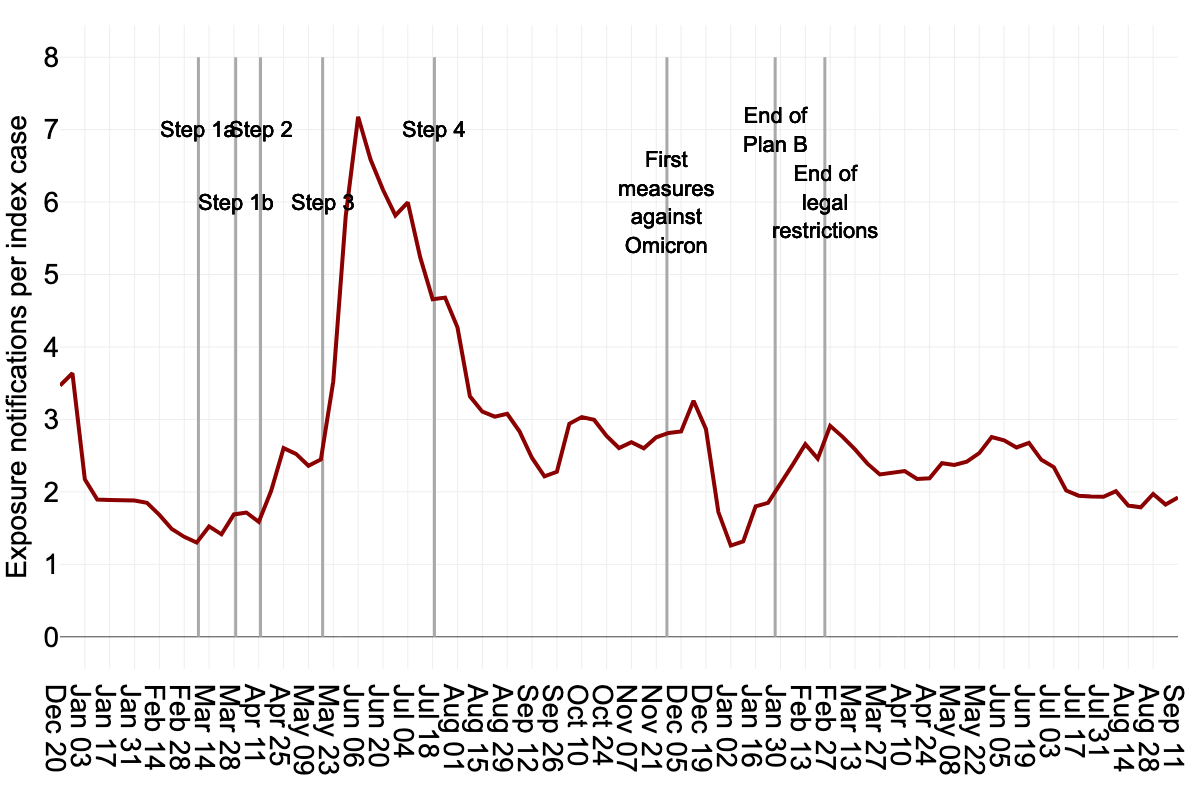 Exposure notifications per index case
8
7
6
5
4
3
2
1
0
Step 1a
Step 1b
Step 2
Step 3
Step 4
First
measures
against
Omicron
End of
Plan B
End of
legal
restrictions
Dec 20
Jan 03
Jan 17
Jan 31
Feb 14
Feb 28
Mar 14
Mar 28
Apr 11
Apr 25
May 09
May 23
Jun 06
Jun 20
Jul 04
Jul 18
Aug 01
Aug 15
Aug 29
Sep 12
Sep 26
Oct 10
Oct 24
Nov 07
Nov 21
Dec 05
Dec 19
Jan 02
Jan 16
Jan 30
Feb 13
Feb 27
Mar 13
Mar 27
Apr 10
Apr 24
May 08
May 22
Jun 05
Jun 19
Jul 03
Jul 17
Jul 31
Aug 14
Aug 28
Sep 11